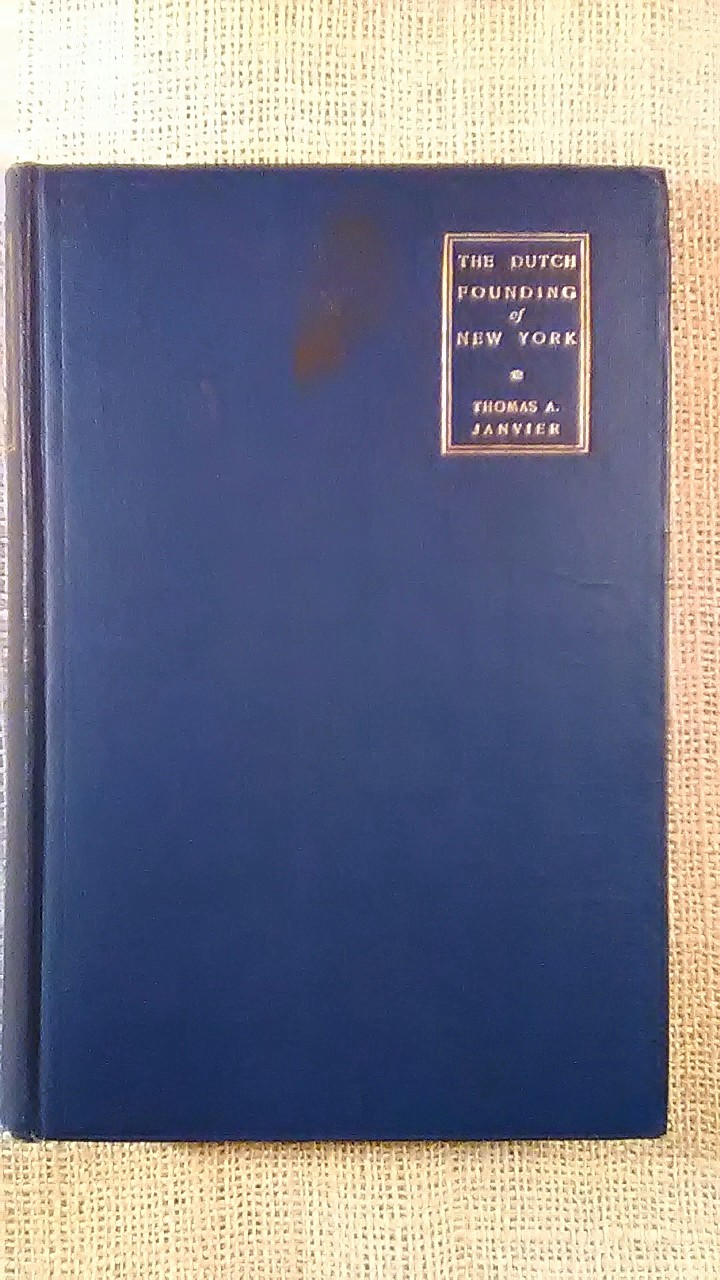 THE DUTCH
FOUNDING
of
NEW YORK
THOMAS A.
JANVIER